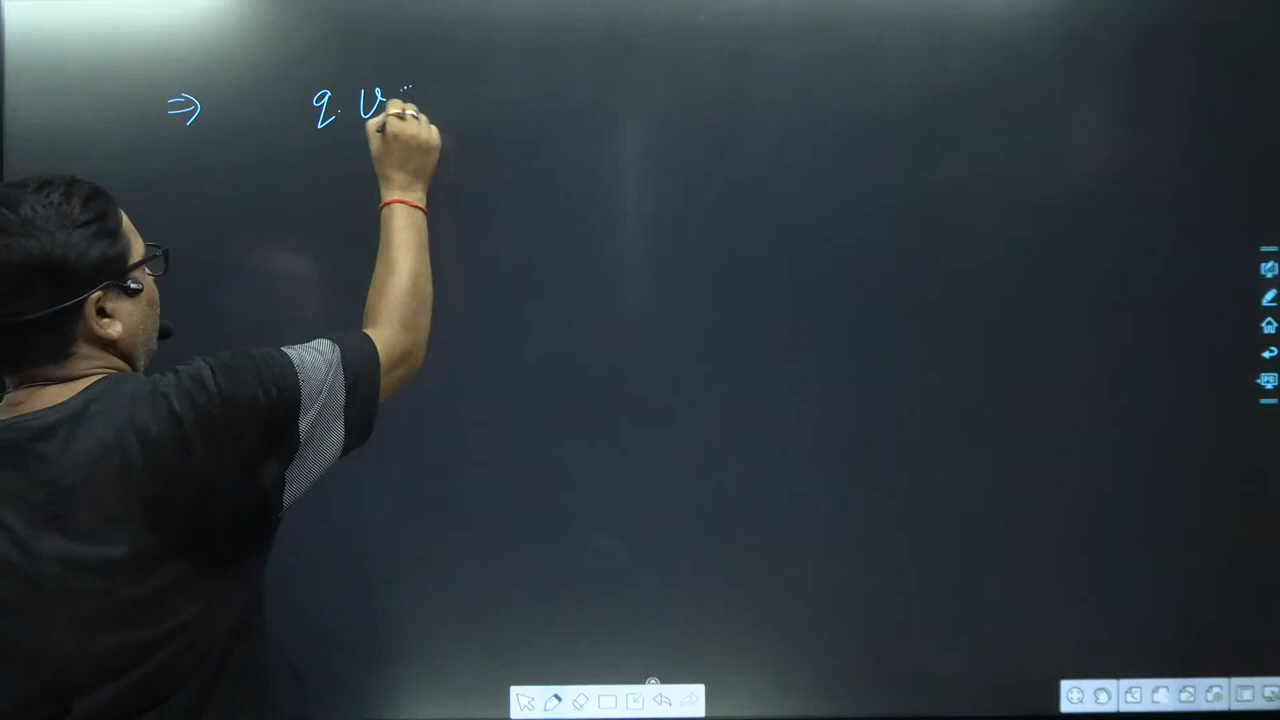 ⇒ q. v